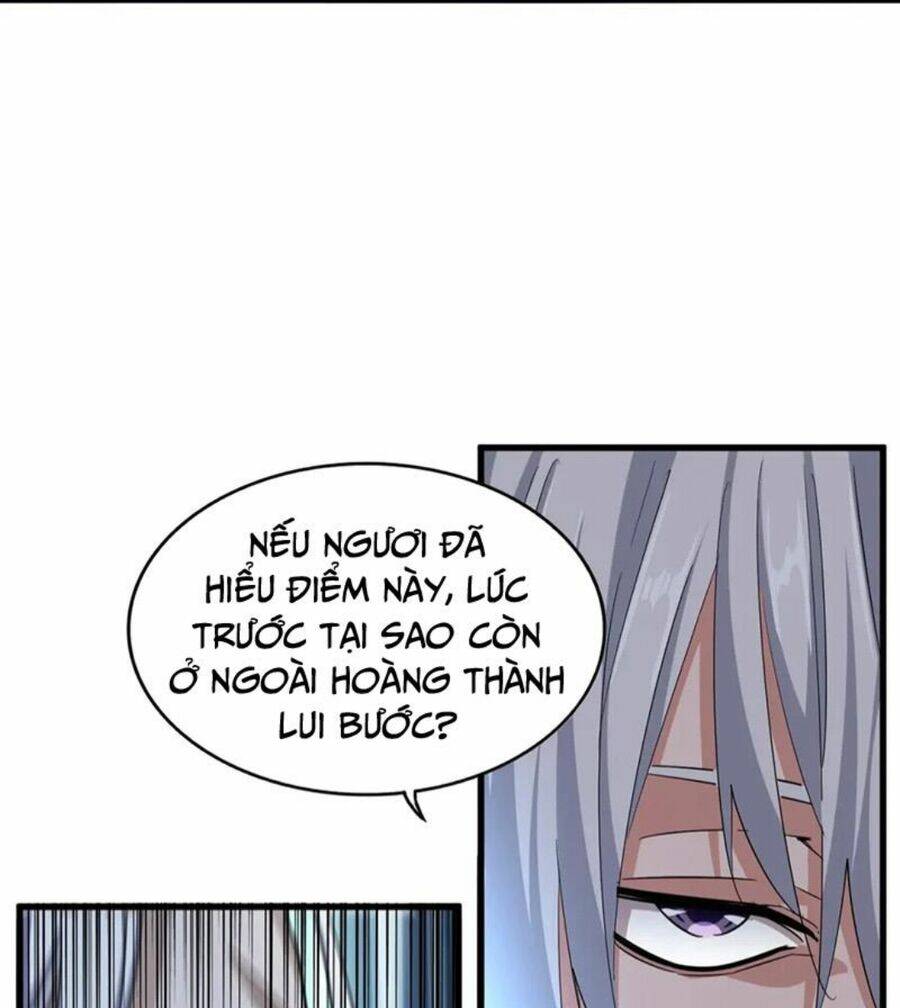 NẾU NGƯƠI ĐÃ
HIỂU ĐIỂM NÀY, LÚC
TRƯỚC TẠI SAO CÒN
Ở NGOÀI HOÀNG THÀNH
LUI BƯỚC?